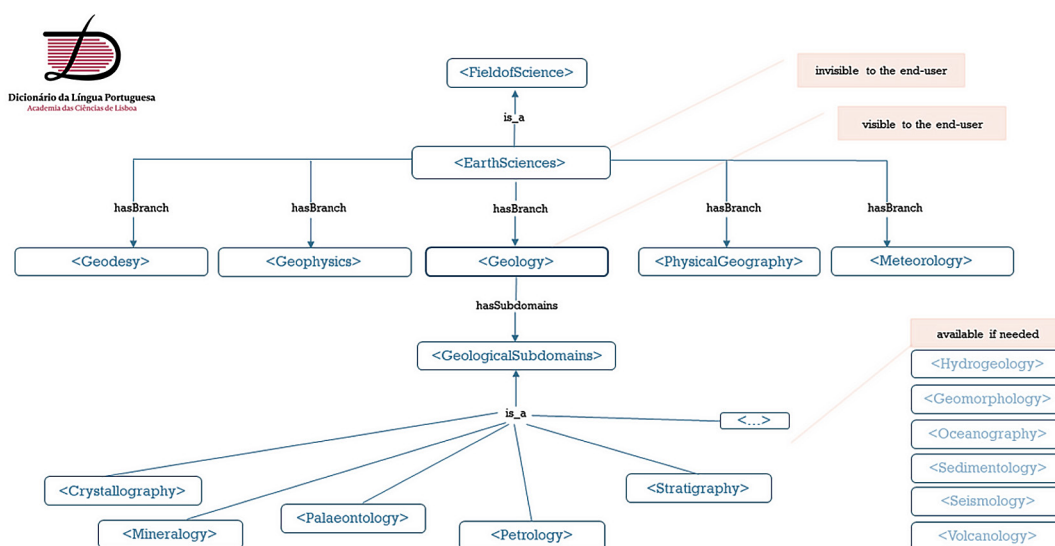 Dicionário da Língua Portuguesa
Academia das Ciências de Lisboa
<FieldofScience>
invisible to the end-user
is_a
visible to the end-user
<EarthSciences>
hasBranch
hasBranch
hasBranch
hasBranch
hasBranch
<Geodesy>
<Geophysics>
<Geology>
<PhysicalGeography>
<Meteorology>
hasSubdomains
available if needed
<GeologicalSubdomains>
<Hydrogeology>
<Geomorphology>
is_a
<...>
<Oceanography>
<Sedimentology>
<Crystallography>
<Stratigraphy>
<Seismology>
<Palaeontology>
<Mineralogy>
<Petrology>
<Volcanology>